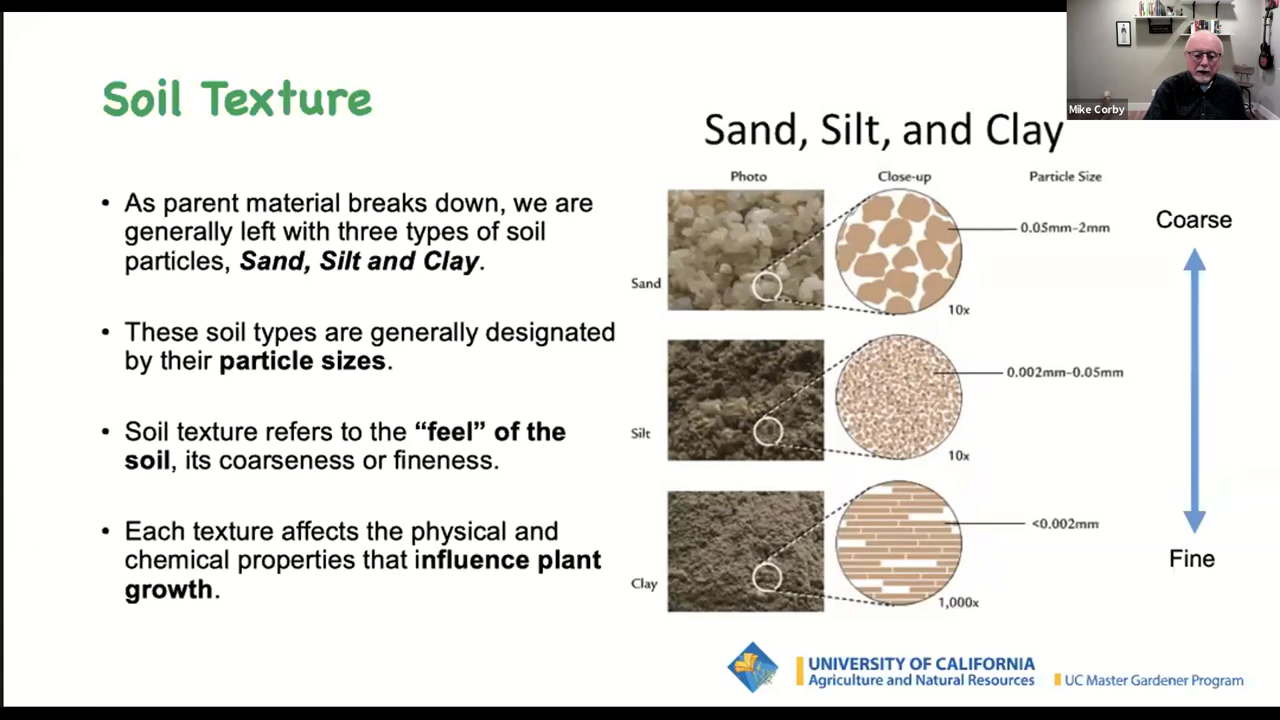 Mike Corby
Soil Texture
• As parent material breaks down, we are
generally left with three types of soil
particles, Sand, Silt and Clay.
• These soil types are generally designated
by their particle sizes.
• Soil texture refers to the “feel” of the
soil, its coarseness or fineness.
• Each texture affects the physical and
chemical properties that influence plant
growth.
Sand, Silt, and Clay
Photo Close-up Particle Size
Sand
0.05mm-2mm
10x
Silt
0.002mm-0.05mm
10x
Clay
<0.002mm
1,000x
Coarse
Fine
UNIVERSITY OF CALIFORNIA
Agriculture and Natural Resources
UC Master Gardener Program